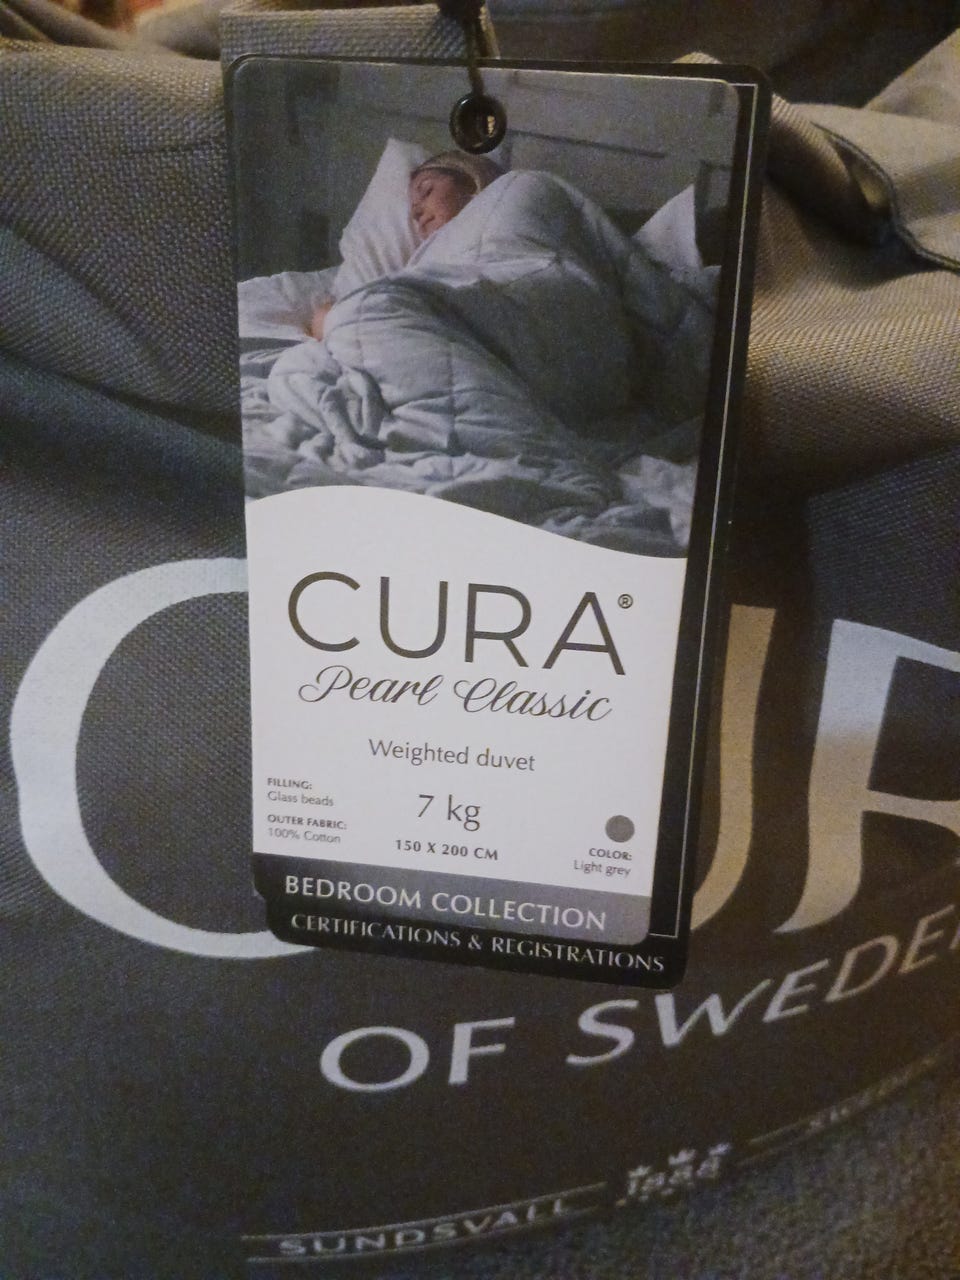 CURA®
Pearl Classic
Weighted duvet
FILLING:
Glass beads
7 kg
OUTER FABRIC:
100% Cotton
150 X 200 CM
COLOR:
Light grey
BEDROOM COLLECTION
CERTIFICATIONS & REGISTRATIONS
OF SWEDE
SUNDSVALL